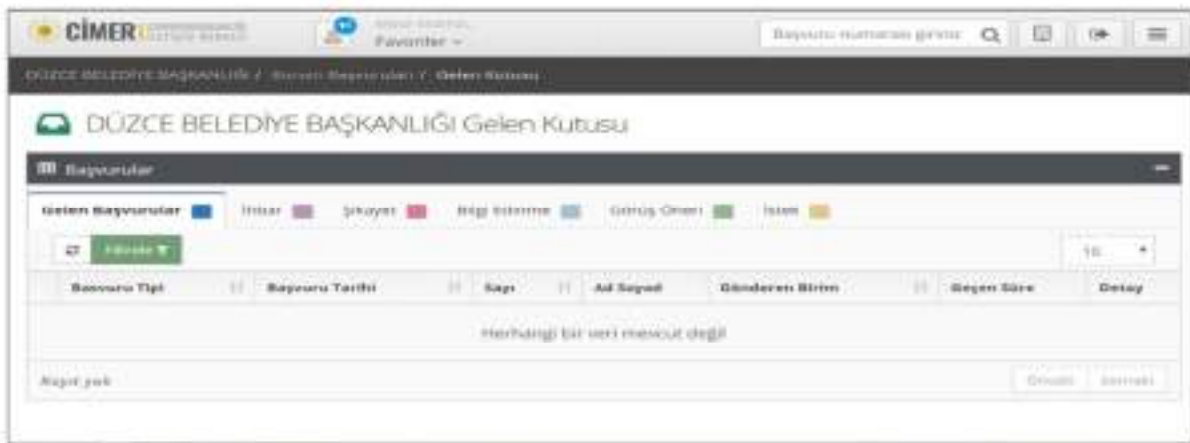 CİMER
Favoriler
Başvuru numarası giriniz
DÜZCE BELEDİYE BAŞKANLIĞI / Kurum Başvuruları / Gelen Kutusu
DÜZCE BELEDİYE BAŞKANLIĞI Gelen Kutusu
Başvurular
Gelen Başvurular İhbar Şikayet Bilgi Edinme Görüş Öneri İstek
Filtrele
10
Başvuru Tipi Başvuru Tarihi Sayı Ad Soyad Gönderen Birim Geçen Süre Detay
Herhangi bir veri mevcut değil
Kayıt yok
Önceki Sonraki